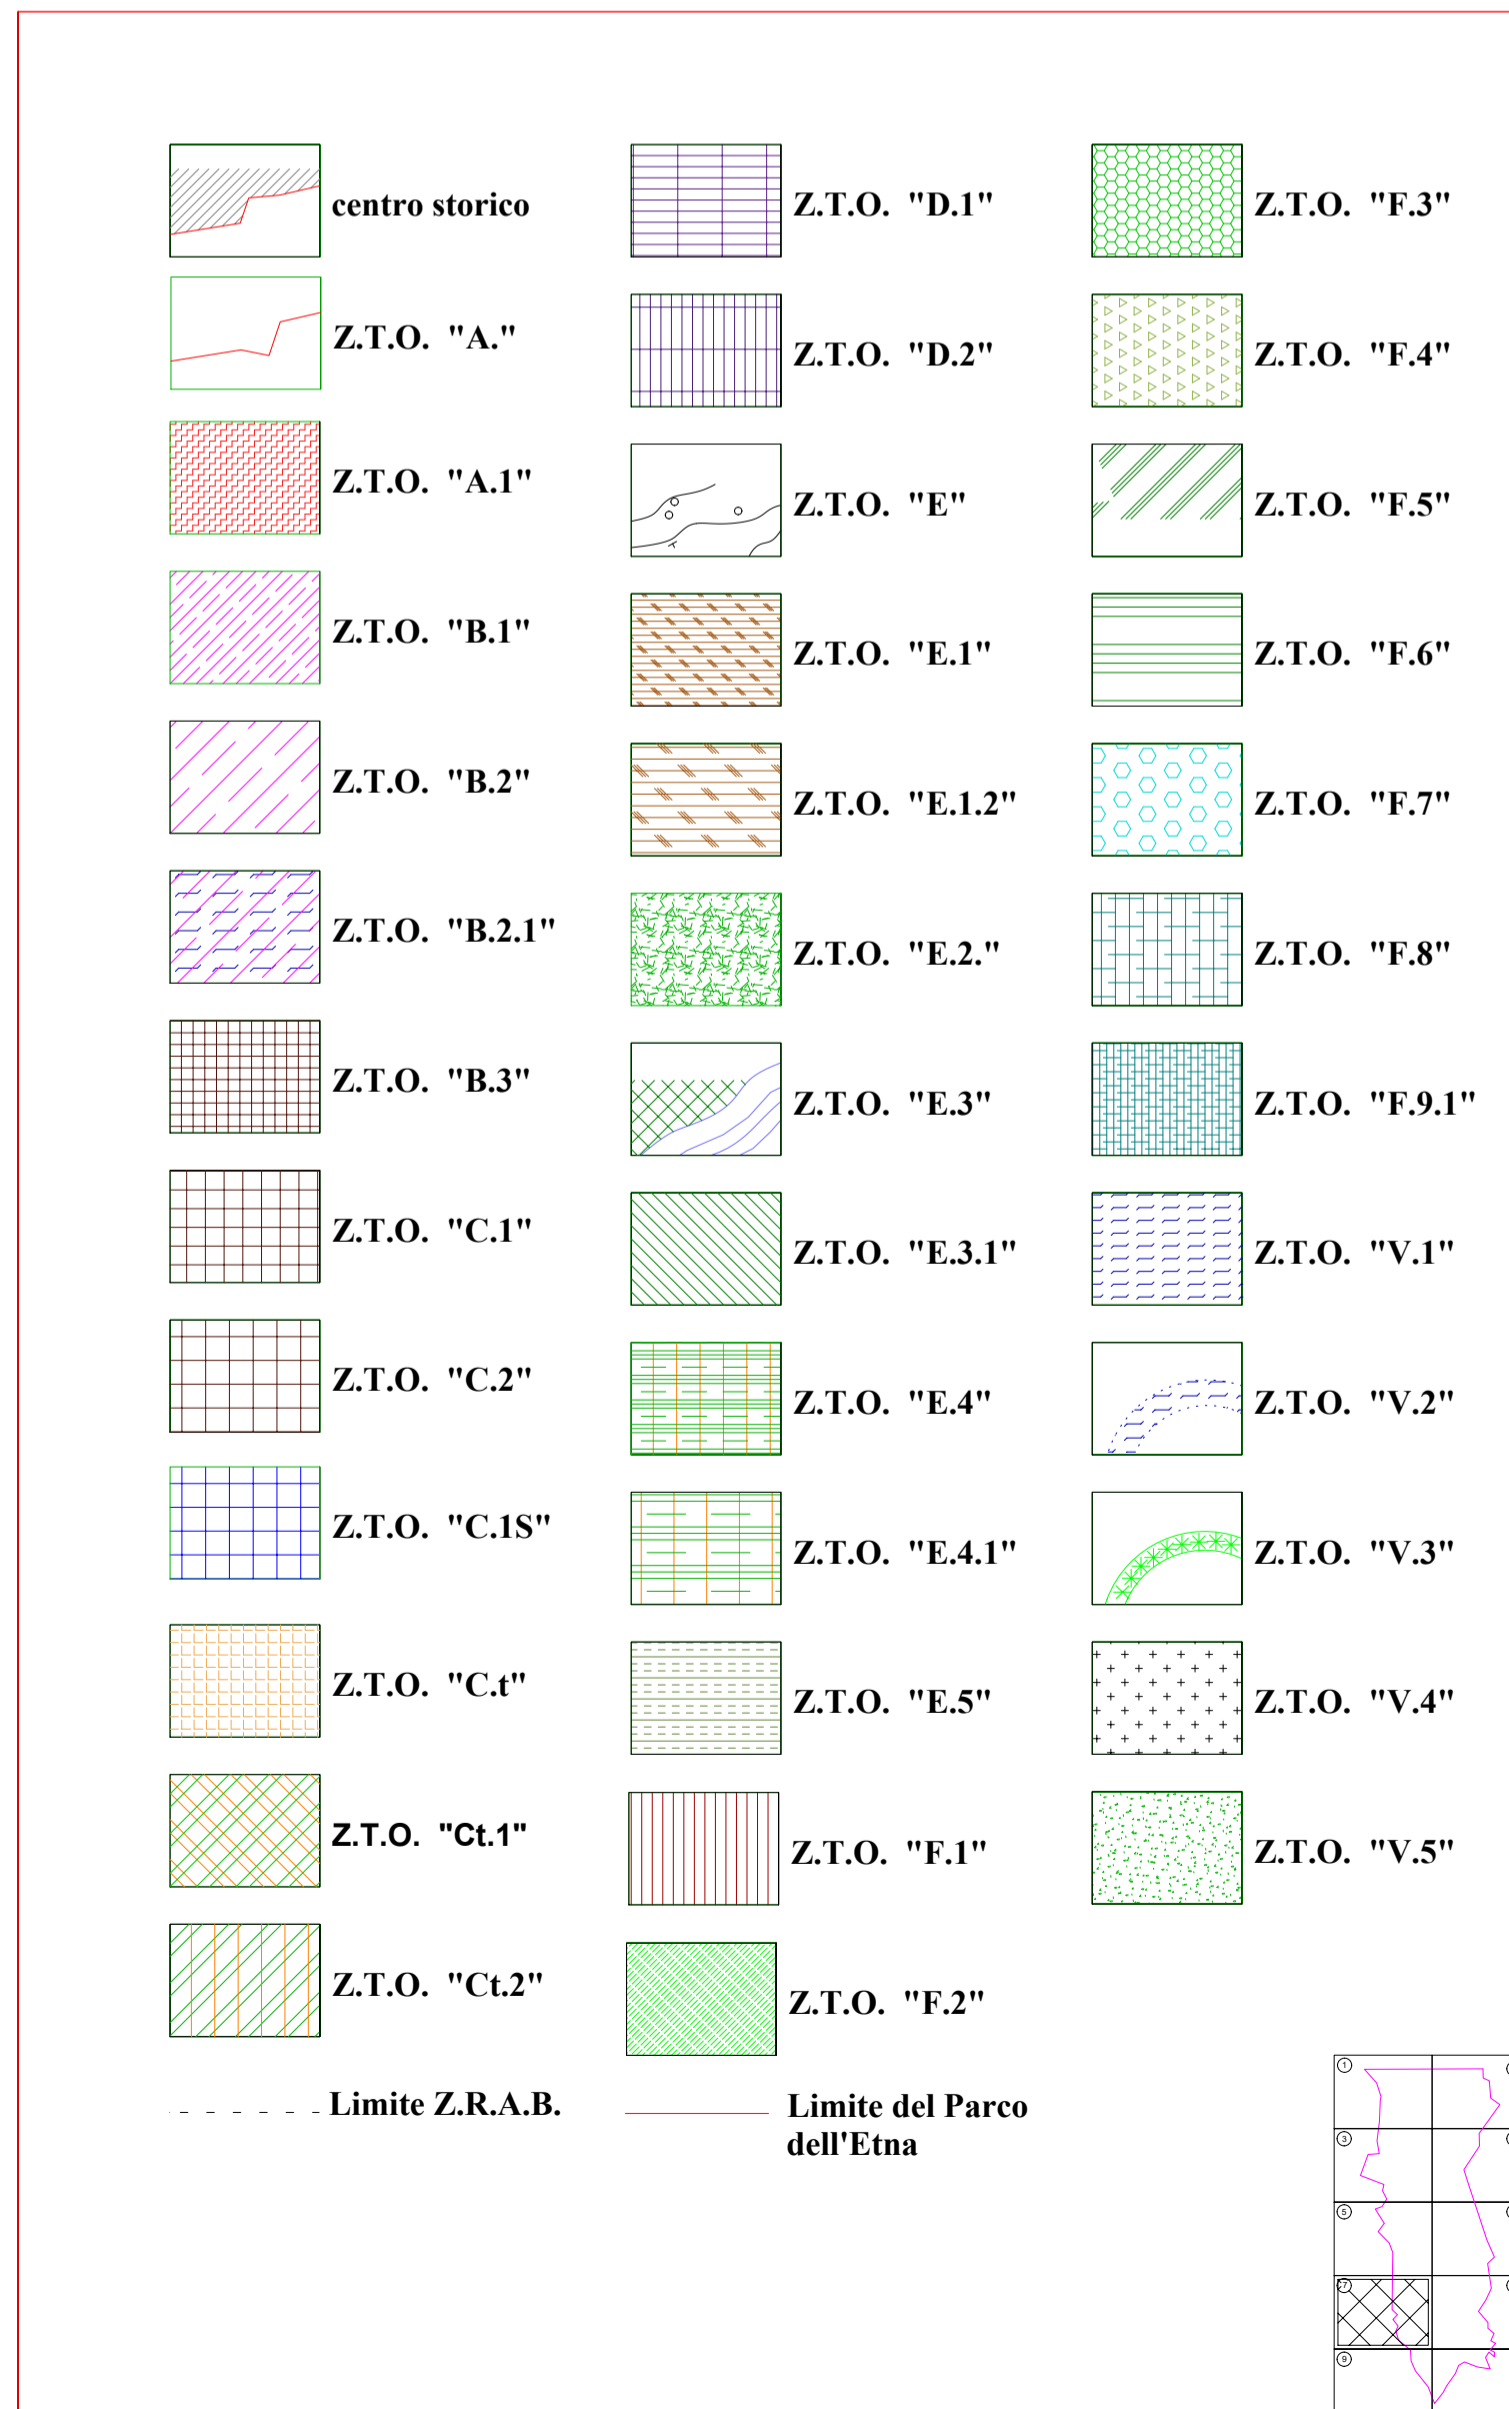 centro storico
Z.T.O. "A."
Z.T.O. "A.1"
Z.T.O. "B.1"
Z.T.O. "B.2"
Z.T.O. "B.2.1"
Z.T.O. "B.3"
Z.T.O. "C.1"
Z.T.O. "C.2"
Z.T.O. "C.1S"
Z.T.O. "C.t"
Z.T.O. "Ct.1"
Z.T.O. "Ct.2"
Limite Z.R.A.B.
Z.T.O. "D.1"
Z.T.O. "D.2"
Z.T.O. "E"
Z.T.O. "E.1"
Z.T.O. "E.1.2"
Z.T.O. "E.2."
Z.T.O. "E.3"
Z.T.O. "E.3.1"
Z.T.O. "E.4"
Z.T.O. "E.4.1"
Z.T.O. "E.5"
Z.T.O. "F.1"
Z.T.O. "F.2"
Limite del Parco
dell'Etna
Z.T.O. "F.3"
Z.T.O. "F.4"
Z.T.O. "F.5"
Z.T.O. "F.6"
Z.T.O. "F.7"
Z.T.O. "F.8"
Z.T.O. "F.9.1"
Z.T.O. "V.1"
Z.T.O. "V.2"
Z.T.O. "V.3"
Z.T.O. "V.4"
Z.T.O. "V.5"
1
3
5
7
9